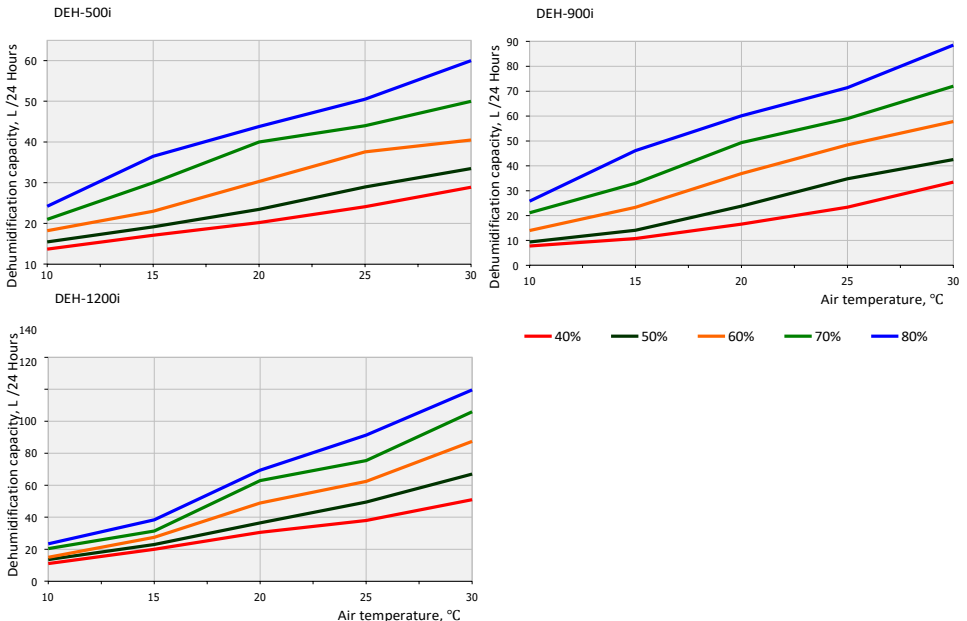 DEH-500i
Dehumidification capacity, L /24 Hours
60
50
40
30
20
10
10 15 20 25 30
DEH-900i
Dehumidification capacity, L /24 Hours
90
80
70
60
50
40
30
20
10
0
10 15 20 25 30
Air temperature, ℃
40% 50% 60% 70% 80%
DEH-1200i
Dehumidification capacity, L /24 Hours
140
120
100
80
60
40
20
0
10 15 20 25 30
Air temperature, ℃